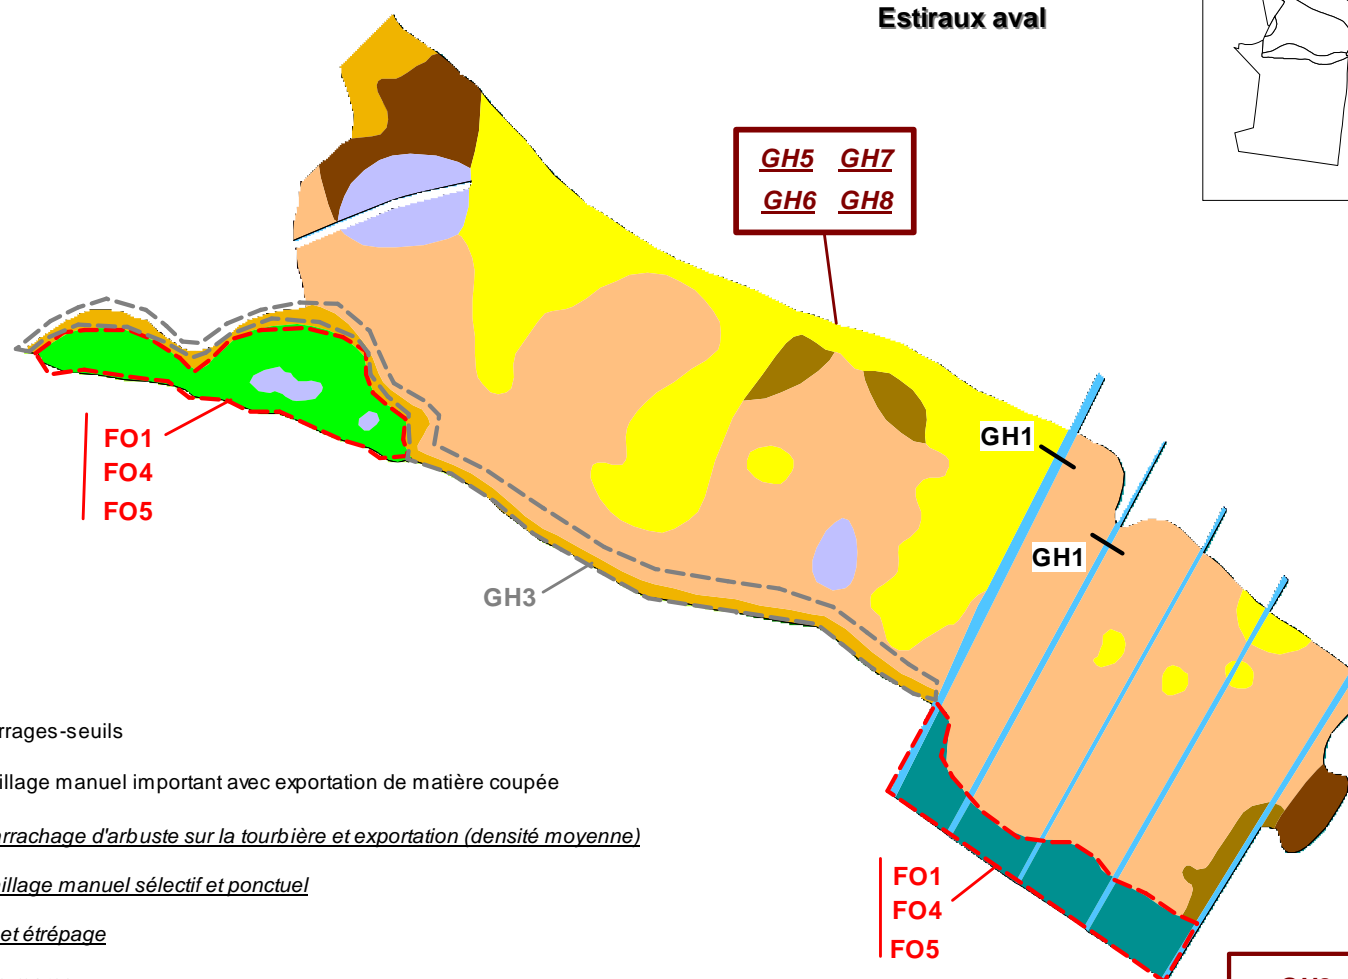 Estiraux aval
GH5 GH7
GH6 GH8
GH1
FO1
FO4
FO5
GH1
GH3
rrages-seuils
illage manuel important avec exportation de matière coupée
arrachage d'arbuste sur la tourbière et exportation (densité moyenne)
illage manuel sélectif et ponctuel
et étrépage
FO1
FO4
FO5